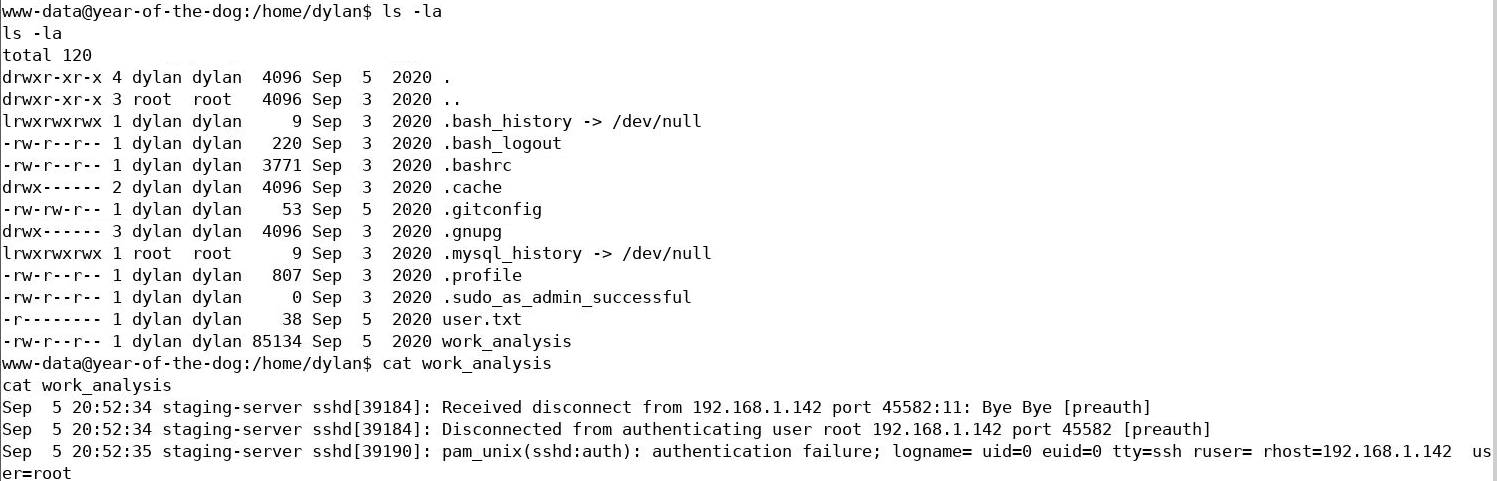 www-data@year-of-the-dog:/home/dylan$ ls -la
ls -la
total 120
drwxr-xr-x 4 dylan dylan  4096 Sep  5  2020 .
drwxr-xr-x 3 root  root   4096 Sep  3  2020 ..
lrwxrwxrwx 1 dylan dylan     9 Sep  3  2020 .bash_history -> /dev/null
-rw-r--r-- 1 dylan dylan   220 Sep  3  2020 .bash_logout
-rw-r--r-- 1 dylan dylan  3771 Sep  3  2020 .bashrc
drwx------ 2 dylan dylan  4096 Sep  3  2020 .cache
-rw-rw-r-- 1 dylan dylan    53 Sep  5  2020 .gitconfig
drwx------ 3 dylan dylan  4096 Sep  3  2020 .gnupg
lrwxrwxrwx 1 root  root      9 Sep  3  2020 .mysql_history -> /dev/null
-rw-r--r-- 1 dylan dylan   807 Sep  3  2020 .profile
-rw-r--r-- 1 dylan dylan     0 Sep  3  2020 .sudo_as_admin_successful
-r-------- 1 dylan dylan    38 Sep  5  2020 user.txt
-rw-r--r-- 1 dylan dylan 85134 Sep  5  2020 work_analysis
www-data@year-of-the-dog:/home/dylan$ cat work_analysis
cat work_analysis
Sep  5 20:52:34 staging-server sshd[39184]: Received disconnect from 192.168.1.142 port 45582:11: Bye Bye [preauth]
Sep  5 20:52:34 staging-server sshd[39184]: Disconnected from authenticating user root 192.168.1.142 port 45582 [preauth]
Sep  5 20:52:35 staging-server sshd[39190]: pam_unix(sshd:auth): authentication failure; logname= uid=0 euid=0 tty=ssh ruser= rhost=192.168.1.142  us
er=root